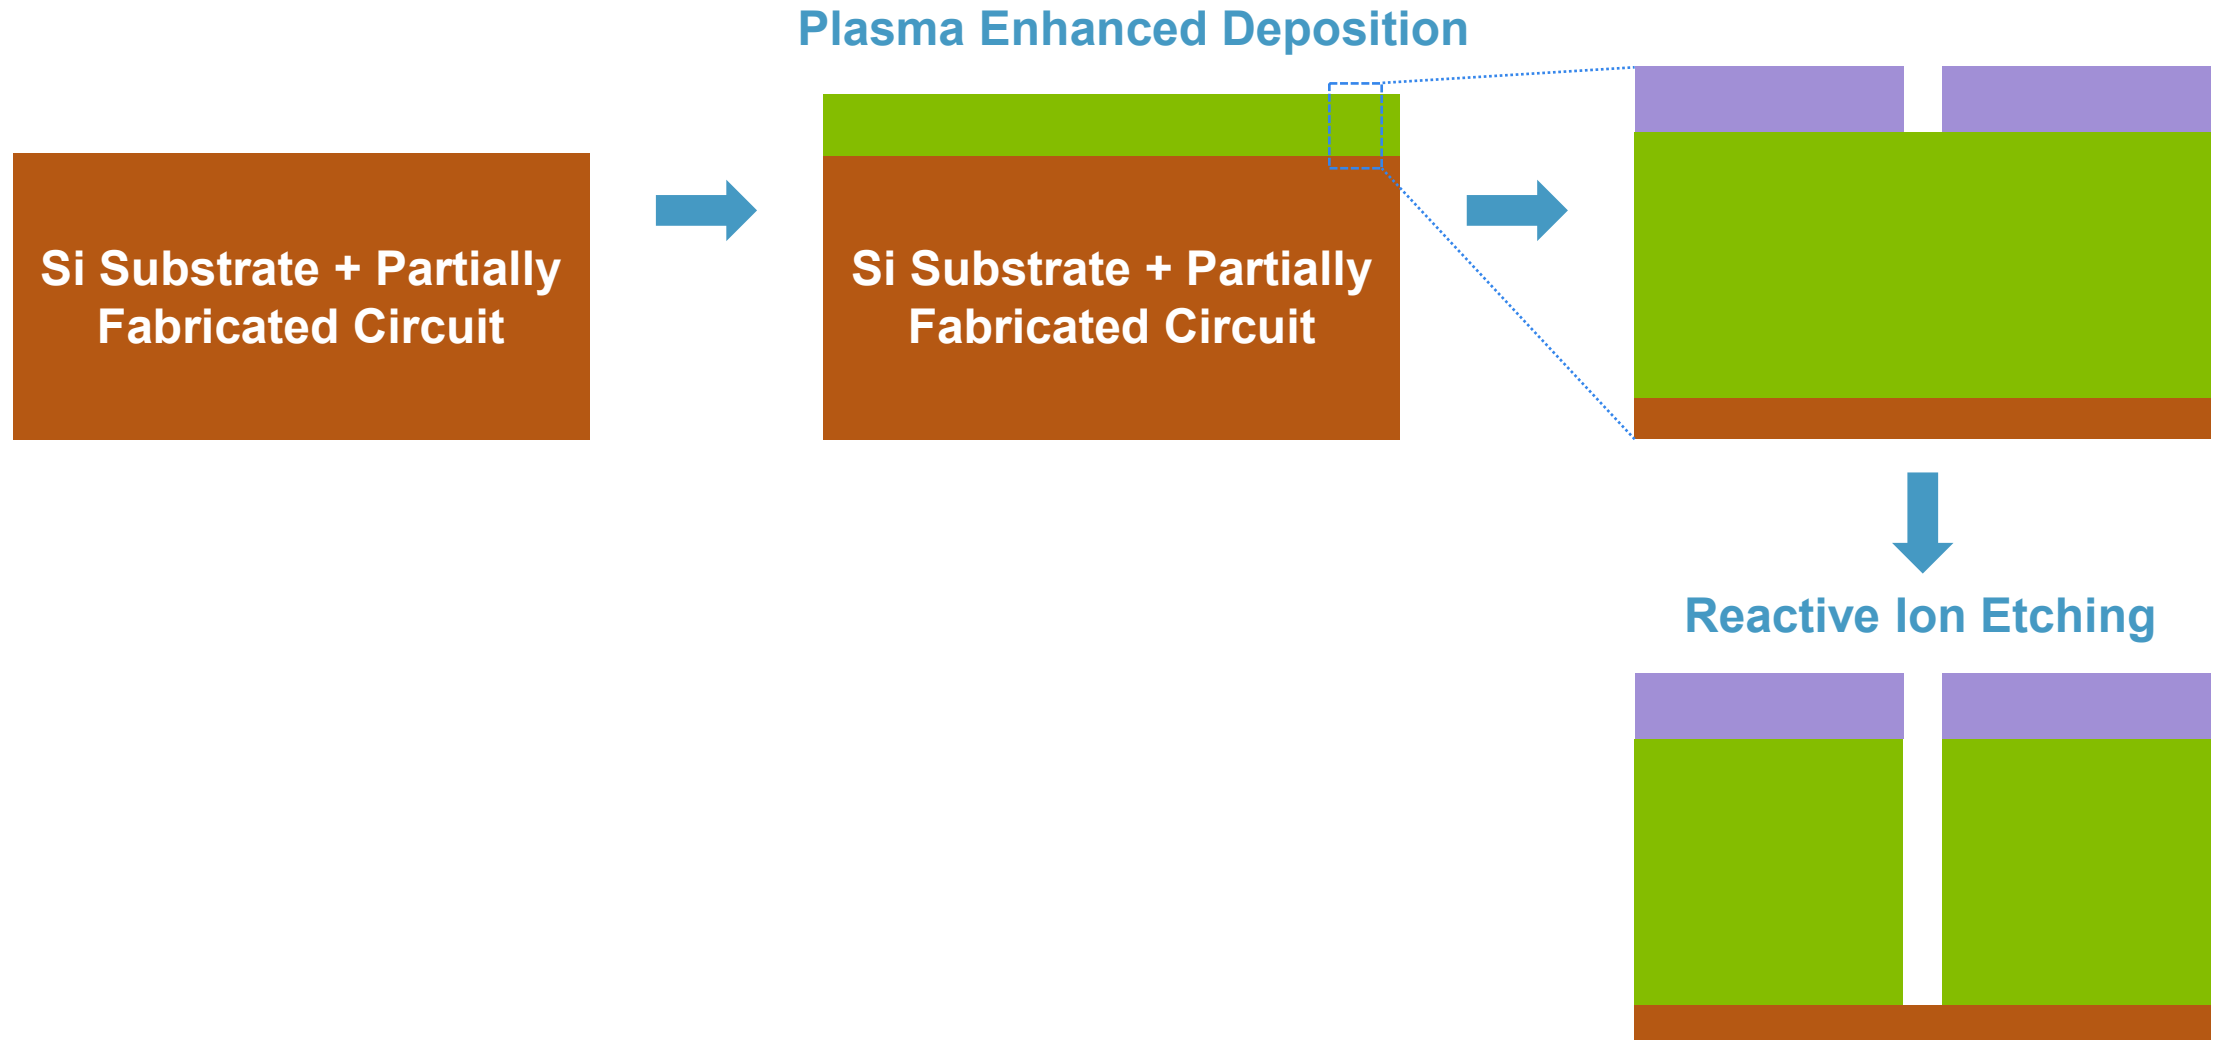 Plasma Enhanced Deposition
Si Substrate + Partially
Fabricated Circuit
Si Substrate + Partially
Fabricated Circuit
Reactive Ion Etching